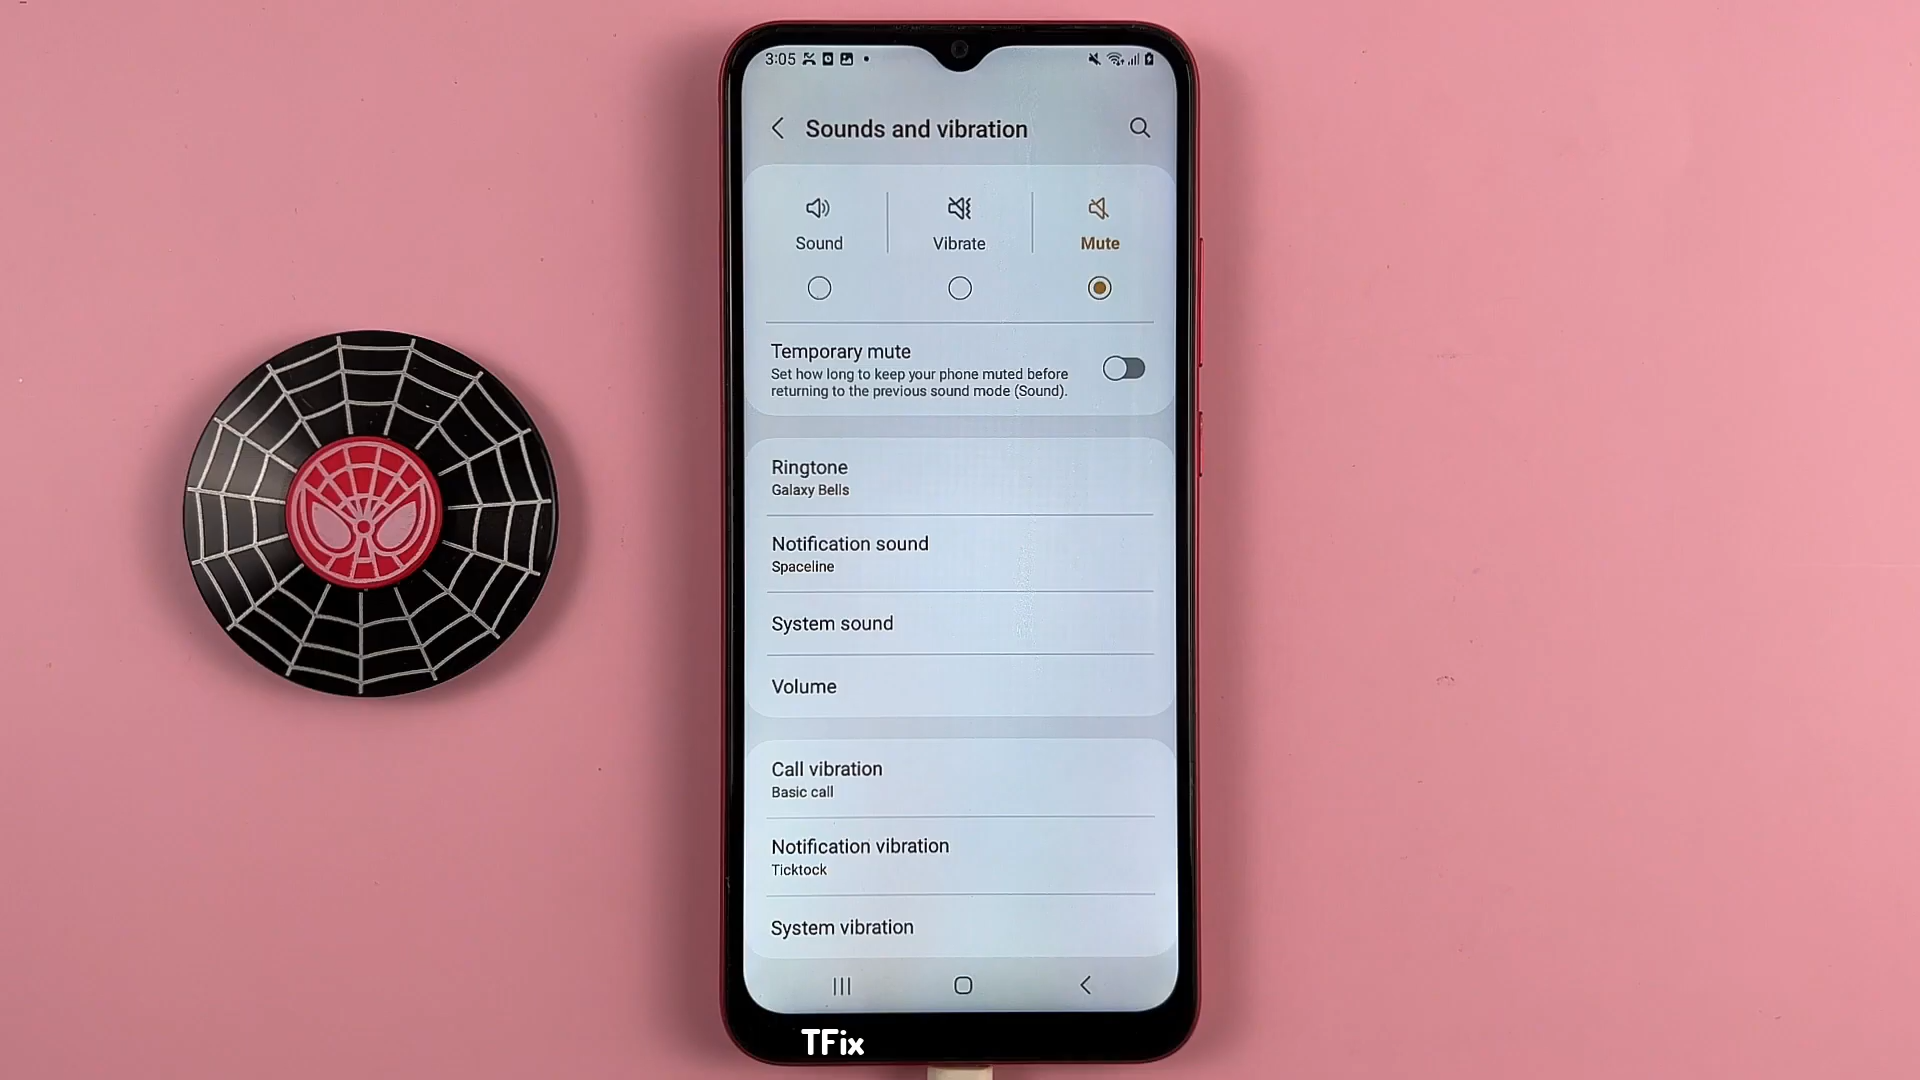 3:05
Sounds and vibration
Sound
Vibrate
Mute
Temporary mute
Set how long to keep your phone muted before
returning to the previous sound mode (Sound).
Ringtone
Galaxy Bells
Notification sound
Spaceline
System sound
Volume
Call vibration
Basic call
Notification vibration
Ticktock
System vibration
TFix